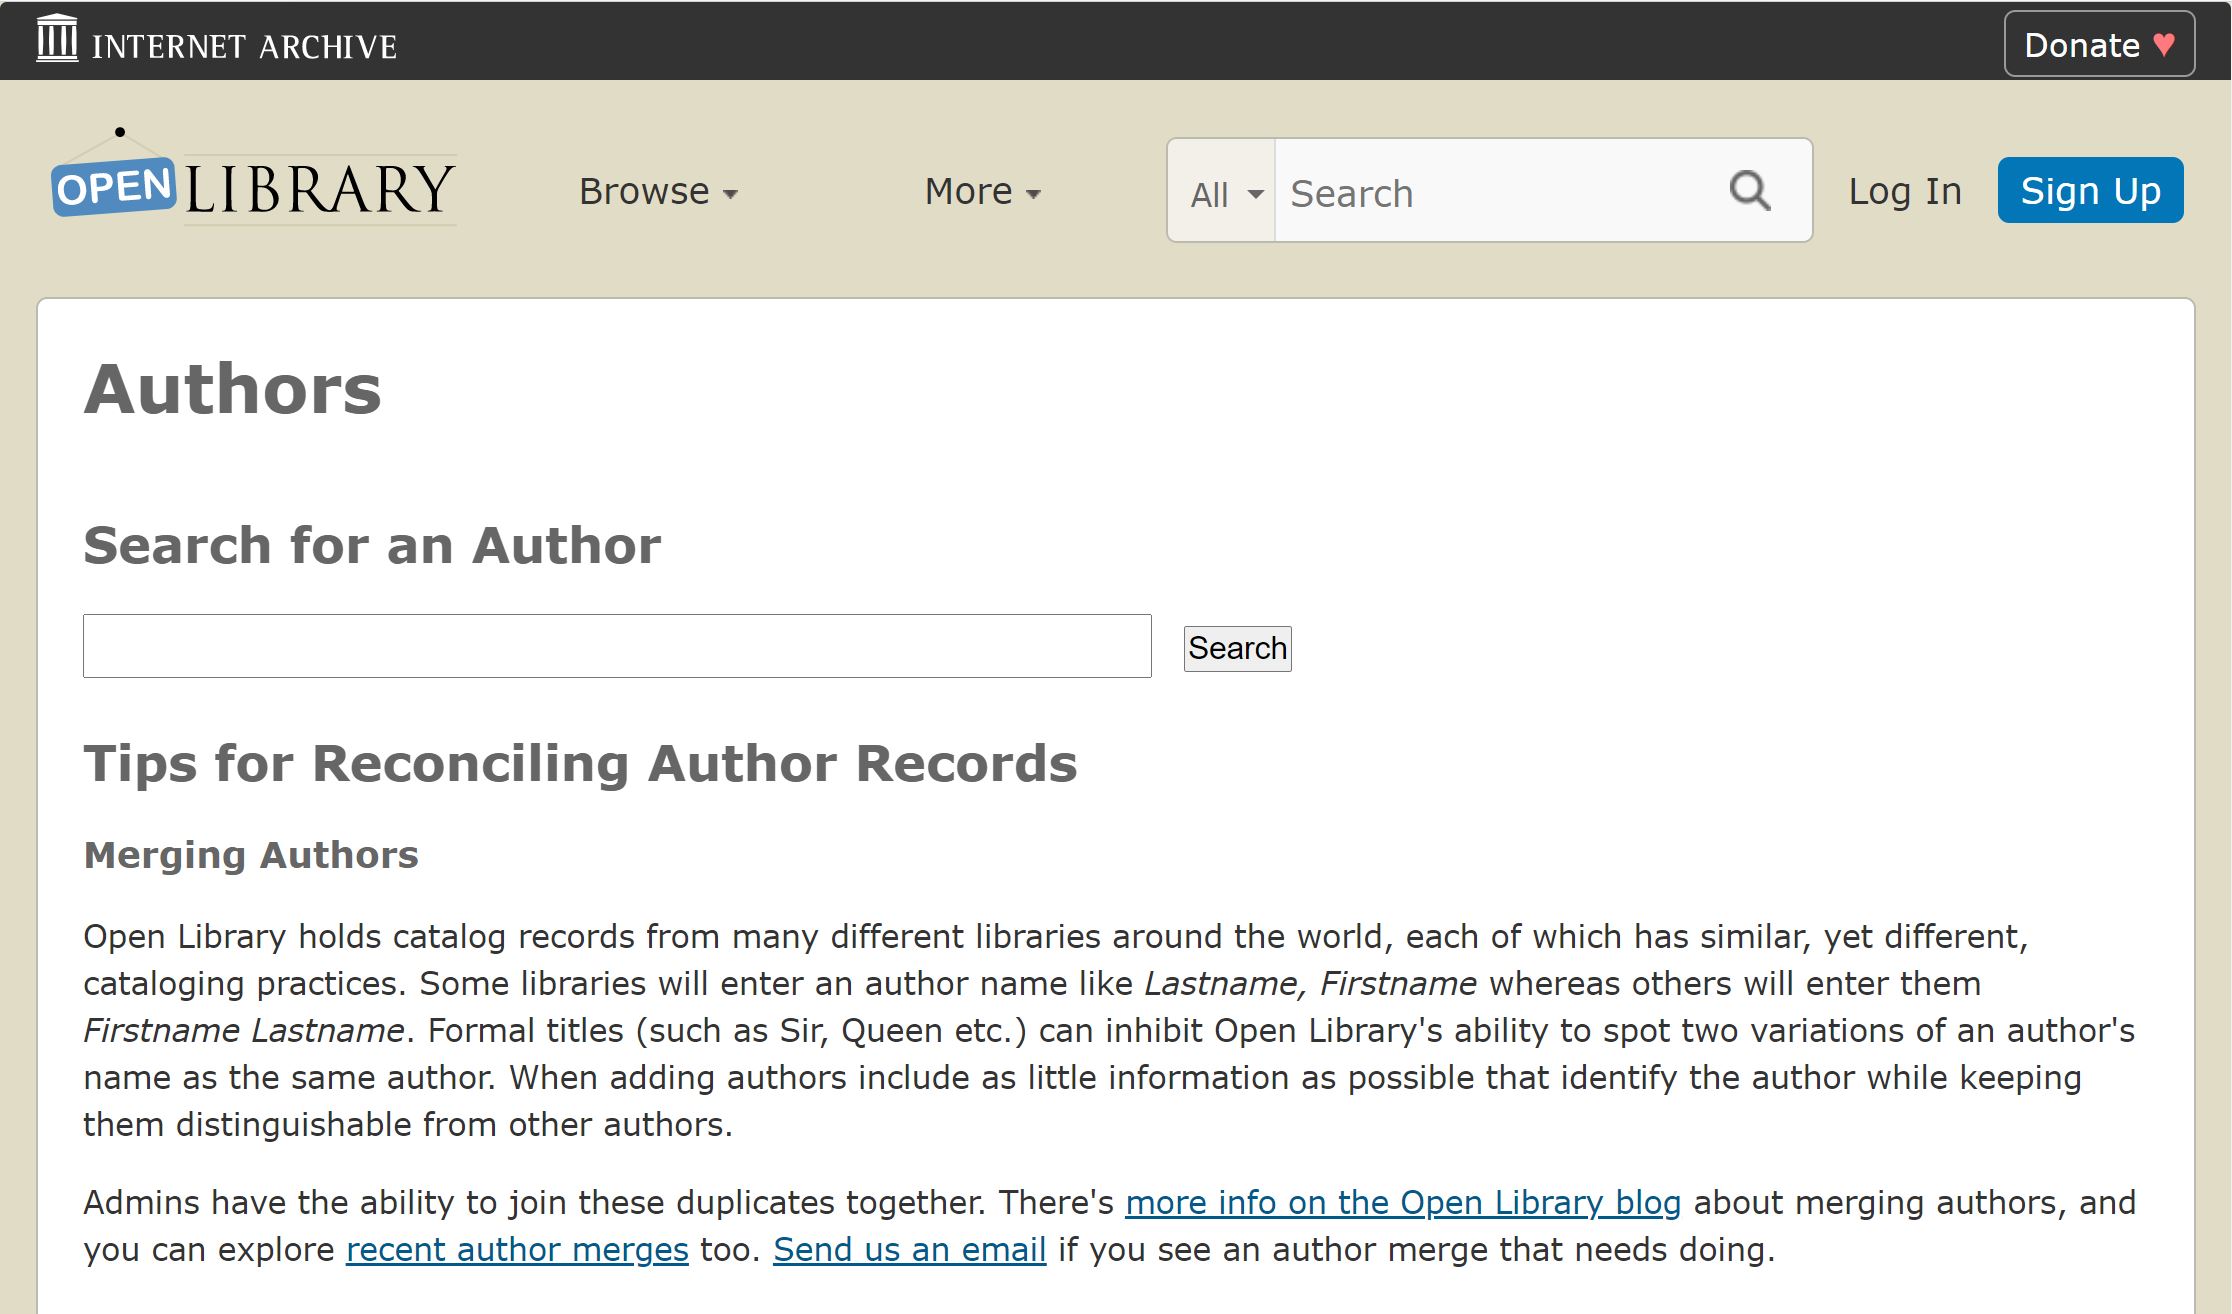 INTERNET ARCHIVE
Donate ♥
OPEN LIBRARY
Browse
More
All
Search
Log In
Sign Up
Authors
Search for an Author
Search
Tips for Reconciling Author Records
Merging Authors
Open Library holds catalog records from many different libraries around the world, each of which has similar, yet different,
cataloging practices. Some libraries will enter an author name like Lastname, Firstname whereas others will enter them
Firstname Lastname. Formal titles (such as Sir, Queen etc.) can inhibit Open Library's ability to spot two variations of an author's
name as the same author. When adding authors include as little information as possible that identify the author while keeping
them distinguishable from other authors.
Admins have the ability to join these duplicates together. There's more info on the Open Library blog about merging authors, and
you can explore recent author merges too. Send us an email if you see an author merge that needs doing.